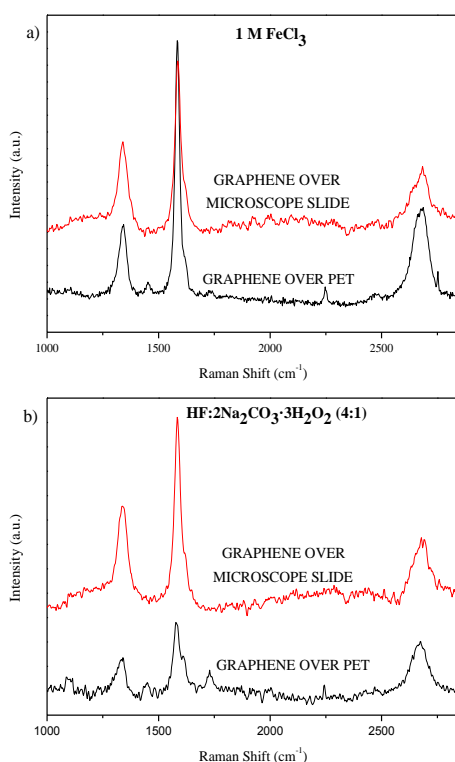 a)
1 M FeCl3
Intensity (a.u.)
GRAPHENE OVER
MICROSCOPE SLIDE
GRAPHENE OVER PET
1000 1500 2000 2500
Raman Shift (cm-1)
b)
HF:2Na2CO3·3H2O2 (4:1)
Intensity (a.u.)
GRAPHENE OVER
MICROSCOPE SLIDE
GRAPHENE OVER PET
1000 1500 2000 2500
Raman Shift (cm-1)